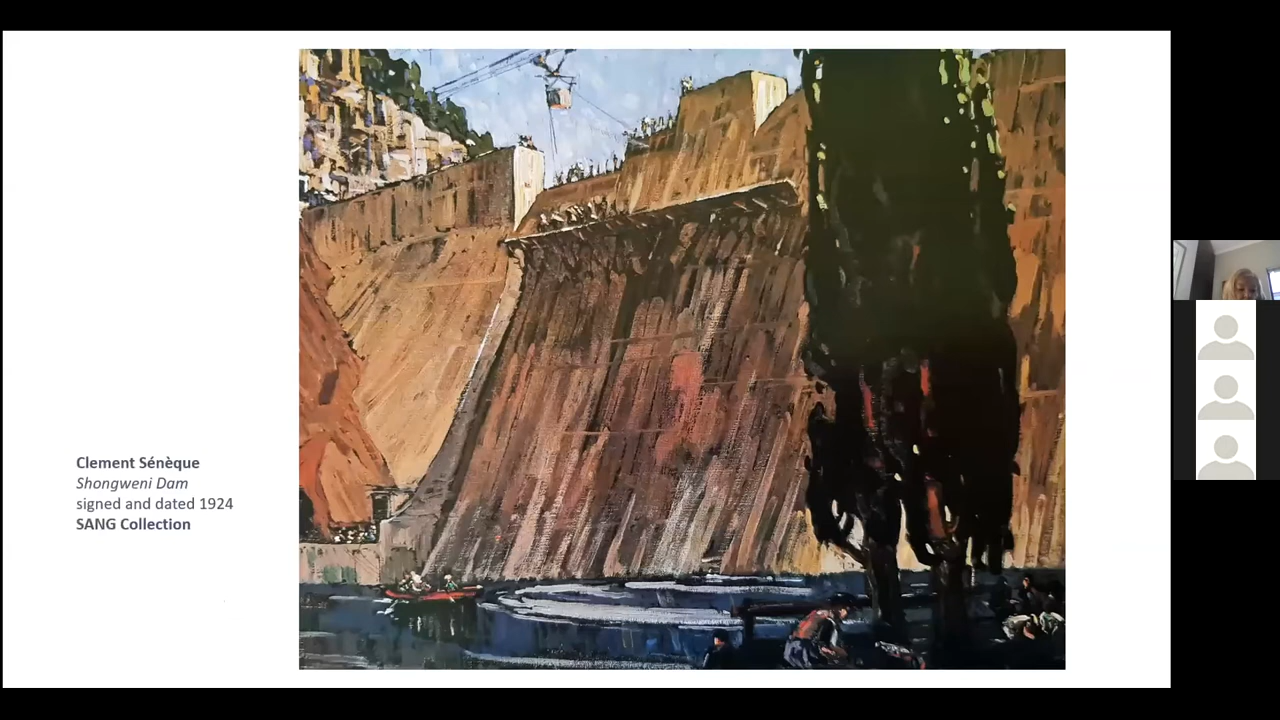 Clement Sénèque
Shongweni Dam
signed and dated 1924
SANG Collection